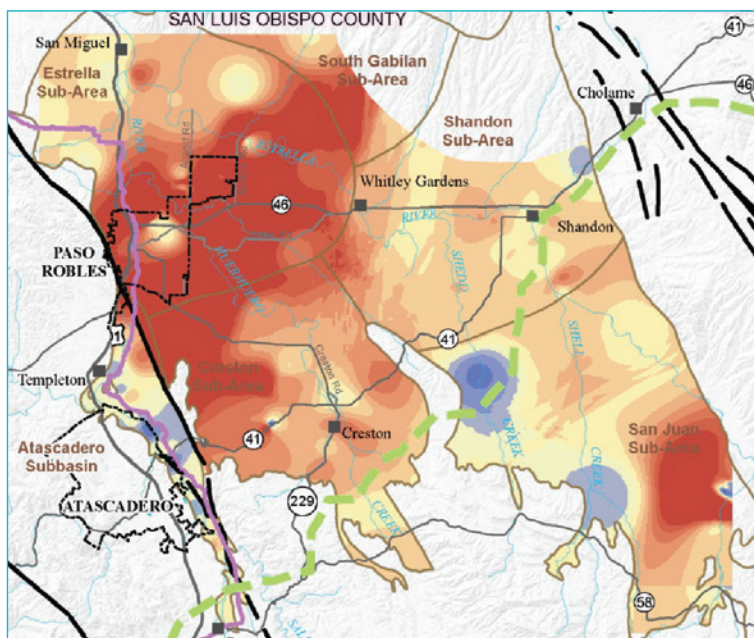 SAN LUIS OBISPO COUNTY
41
San Miguel
Estrella
Sub-Area
South Gabilan
Sub-Area
Cholame
46
Shandon
Sub-Area
RIVER
ESTRELLA
Whitley Gardens
46
RIVER
Shandon
PASO
ROBLES
HUERHUERO
SHEDD
SHELL
1
41
Templeton
Creston
Sub-Area
Creston Rd
San Juan
Sub-Area
Atascadero
Subbasin
41
Creston
CREEK
CREEK
ATASCADERO
229
CREEK
58
SAL